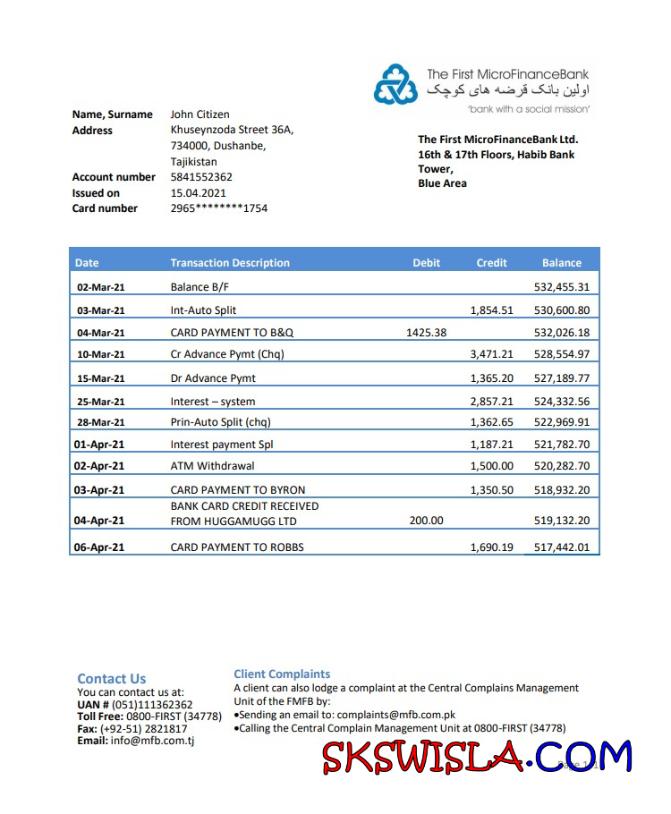 The First MicroFinanceBank
اولین بانک قرضه های کوچک
'bank with a social mission'
Name, Surname John Citizen
Address Khuseynzoda Street 36A,
734000, Dushanbe,
Tajikistan
Account number 5841552362
Issued on 15.04.2021
Card number 2965********1754
The First MicroFinanceBank Ltd.
16th & 17th Floors, Habib Bank
Tower,
Blue Area
Date Transaction Description Debit Credit Balance
02-Mar-21 Balance B/F 532,455.31
03-Mar-21 Int-Auto Split 1,854.51 530,600.80
04-Mar-21 CARD PAYMENT TO B&Q 1425.38 532,026.18
10-Mar-21 Cr Advance Pymt (Chq) 3,471.21 528,554.97
15-Mar-21 Dr Advance Pymt 1,365.20 527,189.77
25-Mar-21 Interest – system 2,857.21 524,332.56
28-Mar-21 Prin-Auto Split (chq) 1,362.65 522,969.91
01-Apr-21 Interest payment Spl 1,187.21 521,782.70
02-Apr-21 ATM Withdrawal 1,500.00 520,282.70
03-Apr-21 CARD PAYMENT TO BYRON 1,350.50 518,932.20
BANK CARD CREDIT RECEIVED
04-Apr-21 FROM HUGGAMUGG LTD 200.00 519,132.20
06-Apr-21 CARD PAYMENT TO ROBBS 1,690.19 517,442.01
Contact Us
You can contact us at:
UAN # (051)111362362
Toll Free: 0800-FIRST (34778)
Fax: (+92-51) 2821817
Email: info@mfb.com.tj
Client Complaints
A client can also lodge a complaint at the Central Complains Management
Unit of the FMFB by:
•Sending an email to: complaints@mfb.com.pk
•Calling the Central Complain Management Unit at 0800-FIRST (34778)
SKSWISLA.COM